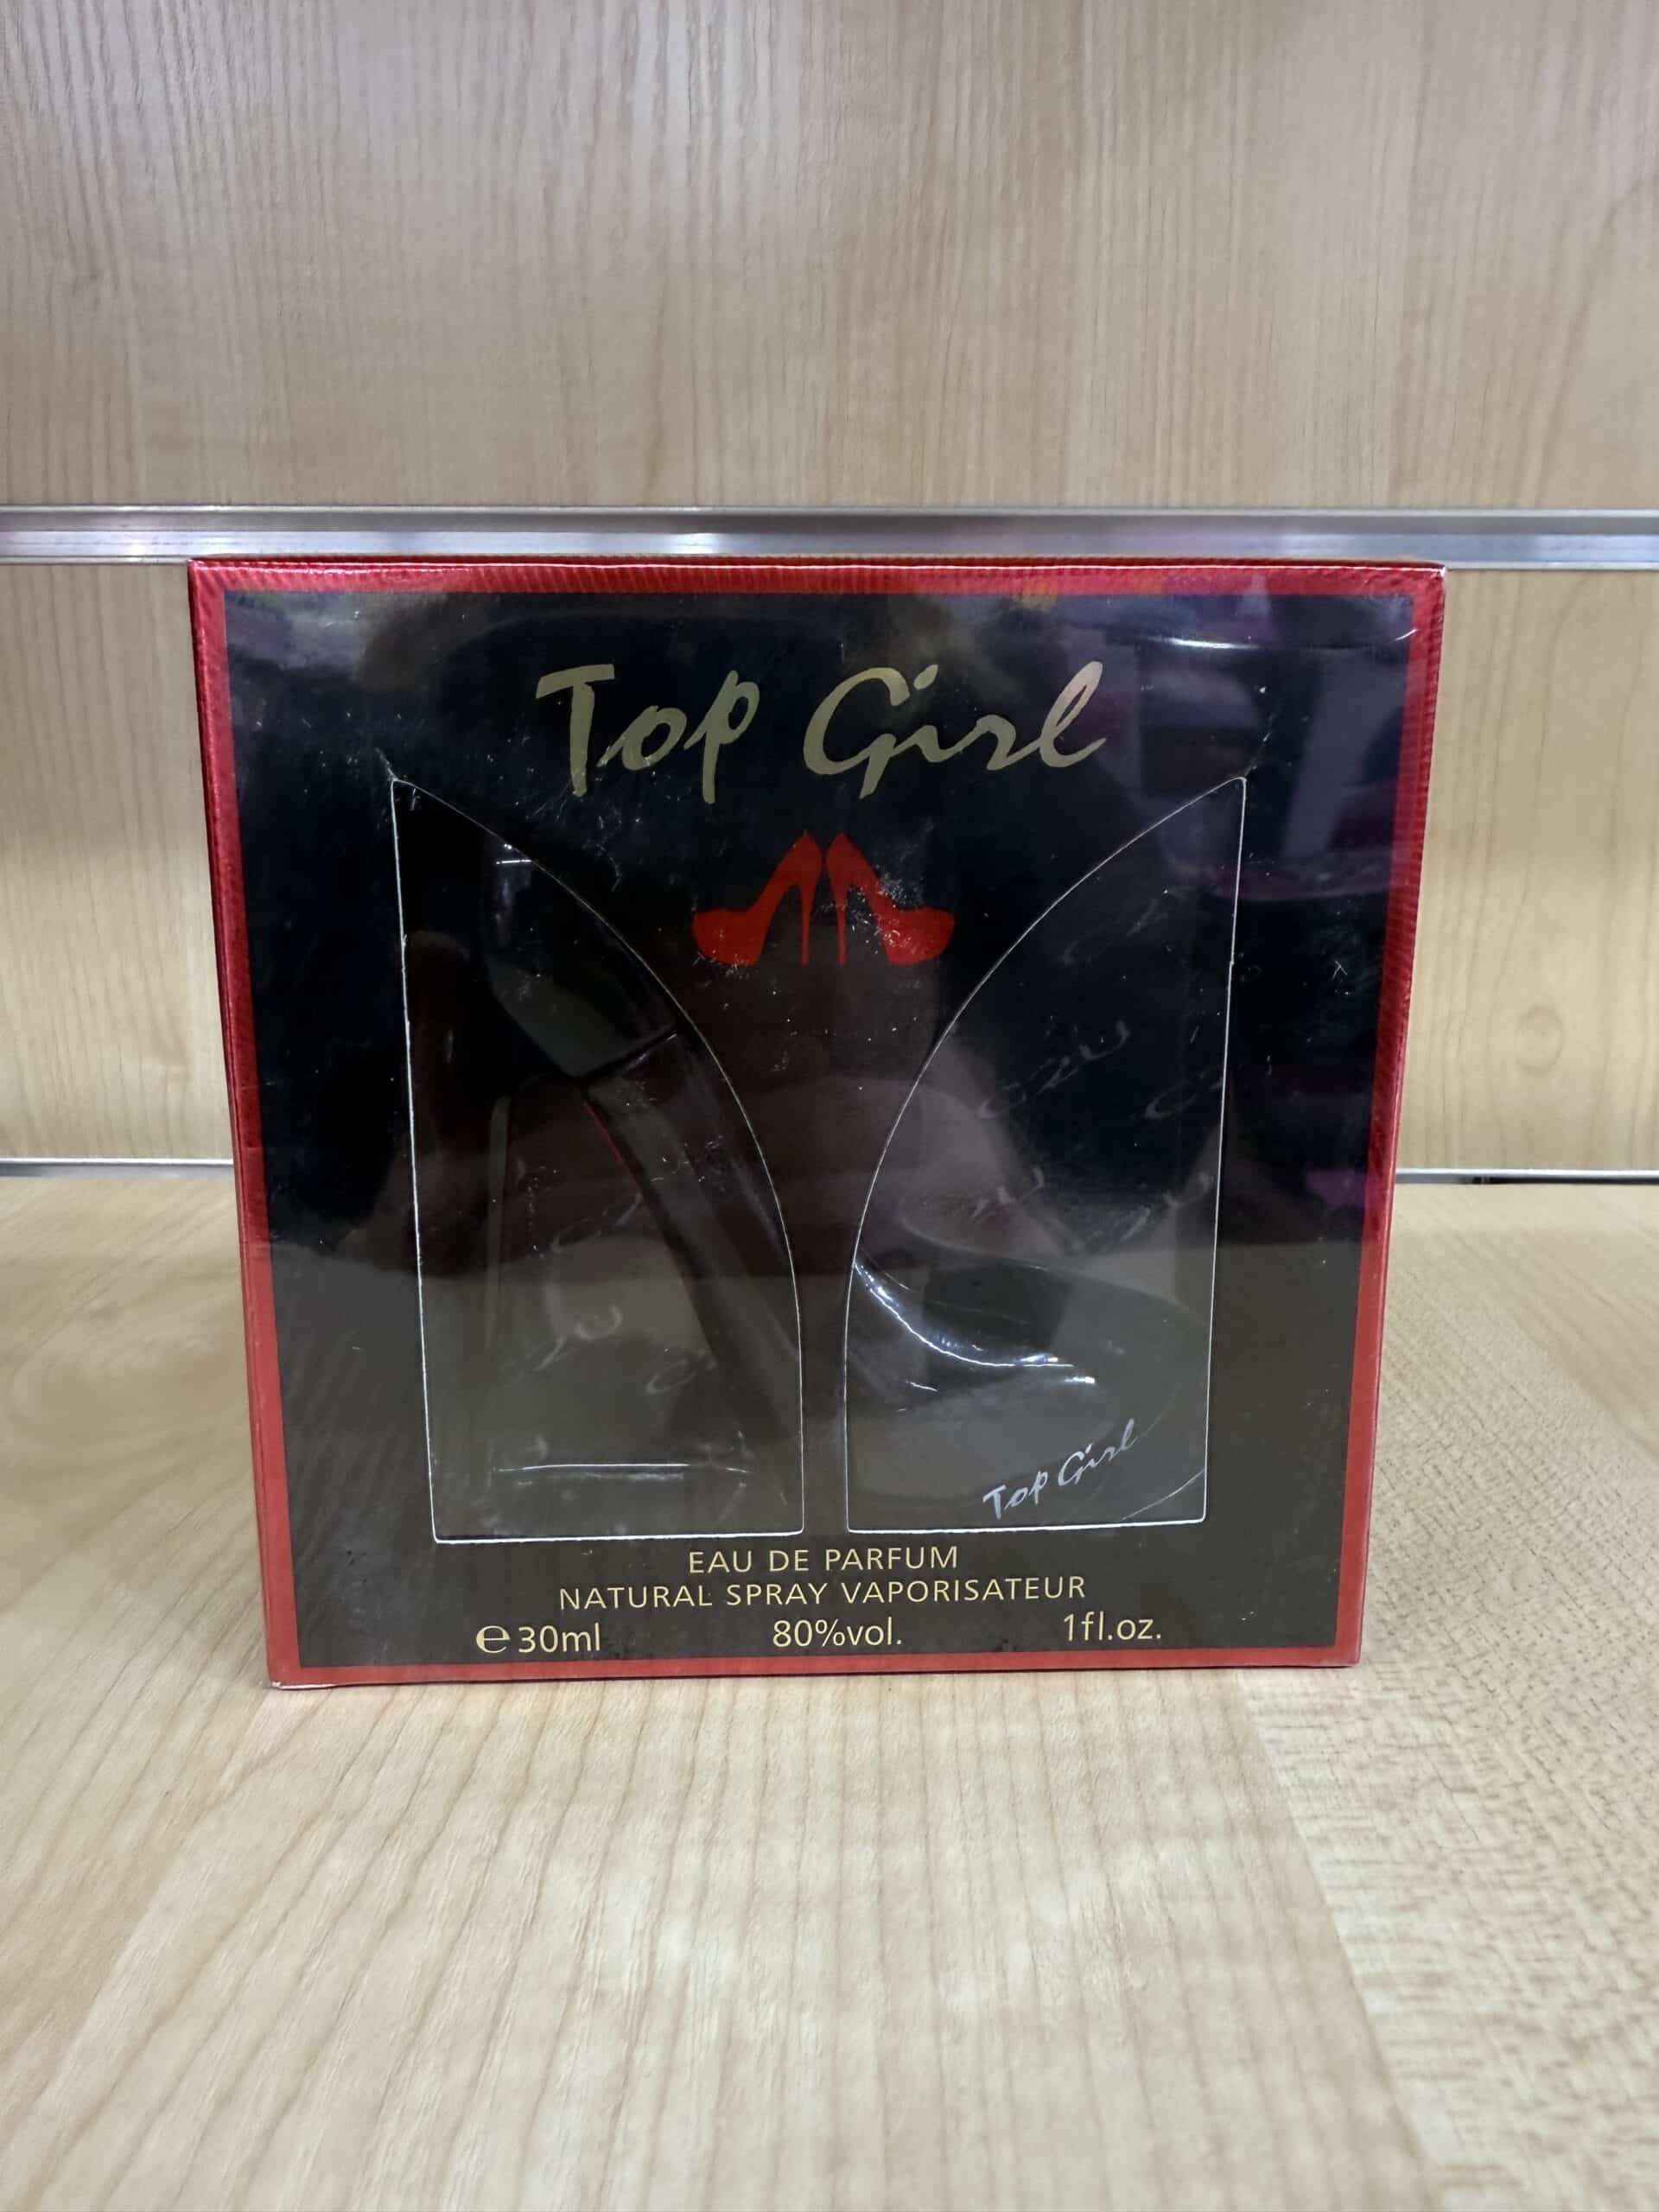 Top Girl
Top Girl
EAU DE PARFUM
NATURAL SPRAY VAPORISATEUR
℮30ml 80%vol. 1fl.oz.